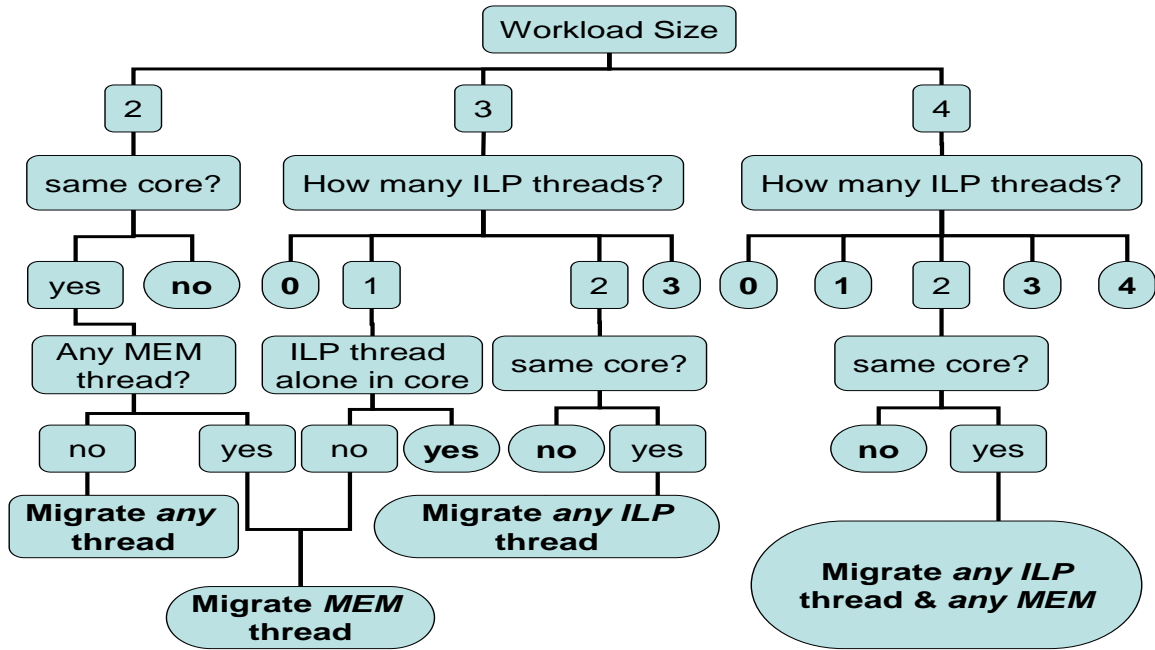 Workload Size
2
3
4
same core?
How many ILP threads?
How many ILP threads?
yes
no
0
1
2
3
0
1
2
3
4
Any MEM
thread?
ILP thread
alone in core
same core?
same core?
no
yes
no
yes
no
yes
no
yes
Migrate any
thread
Migrate any ILP
thread
Migrate any ILP
thread & any MEM
Migrate MEM
thread